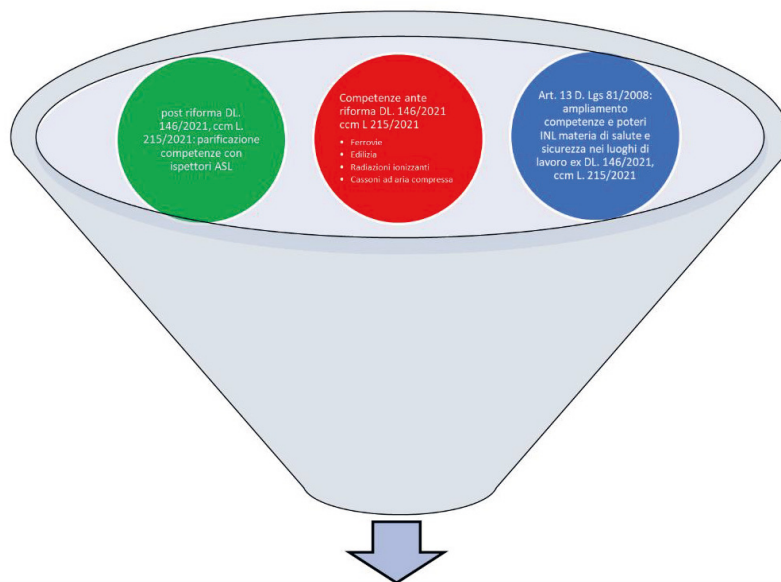 post riforma DL.
146/2021, ccm L.
215/2021: parificazione
competenze con
ispettori ASL
Competenze ante
riforma DL. 146/2021
ccm L 215/2021
• Ferrovie
• Edilizia
• Radiazioni ionizzanti
• Cassoni ad aria compressa
Art. 13 D. Lgs 81/2008:
ampliamento
competenze e poteri
INL materia di salute e
sicurezza nei luoghi di
lavoro ex DL. 146/2021,
ccm L. 215/2021